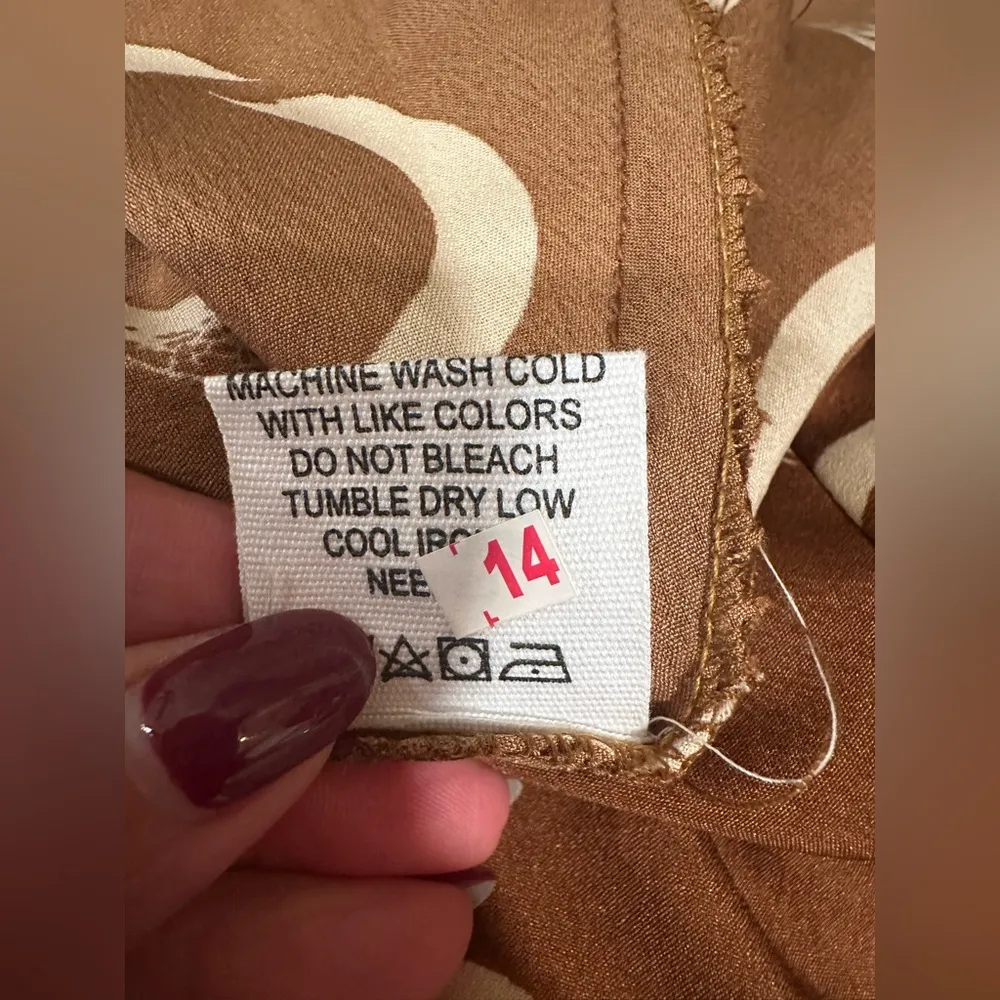 MACHINE WASH COLD
WITH LIKE COLORS
DO NOT BLEACH
TUMBLE DRY LOW
COOL
14